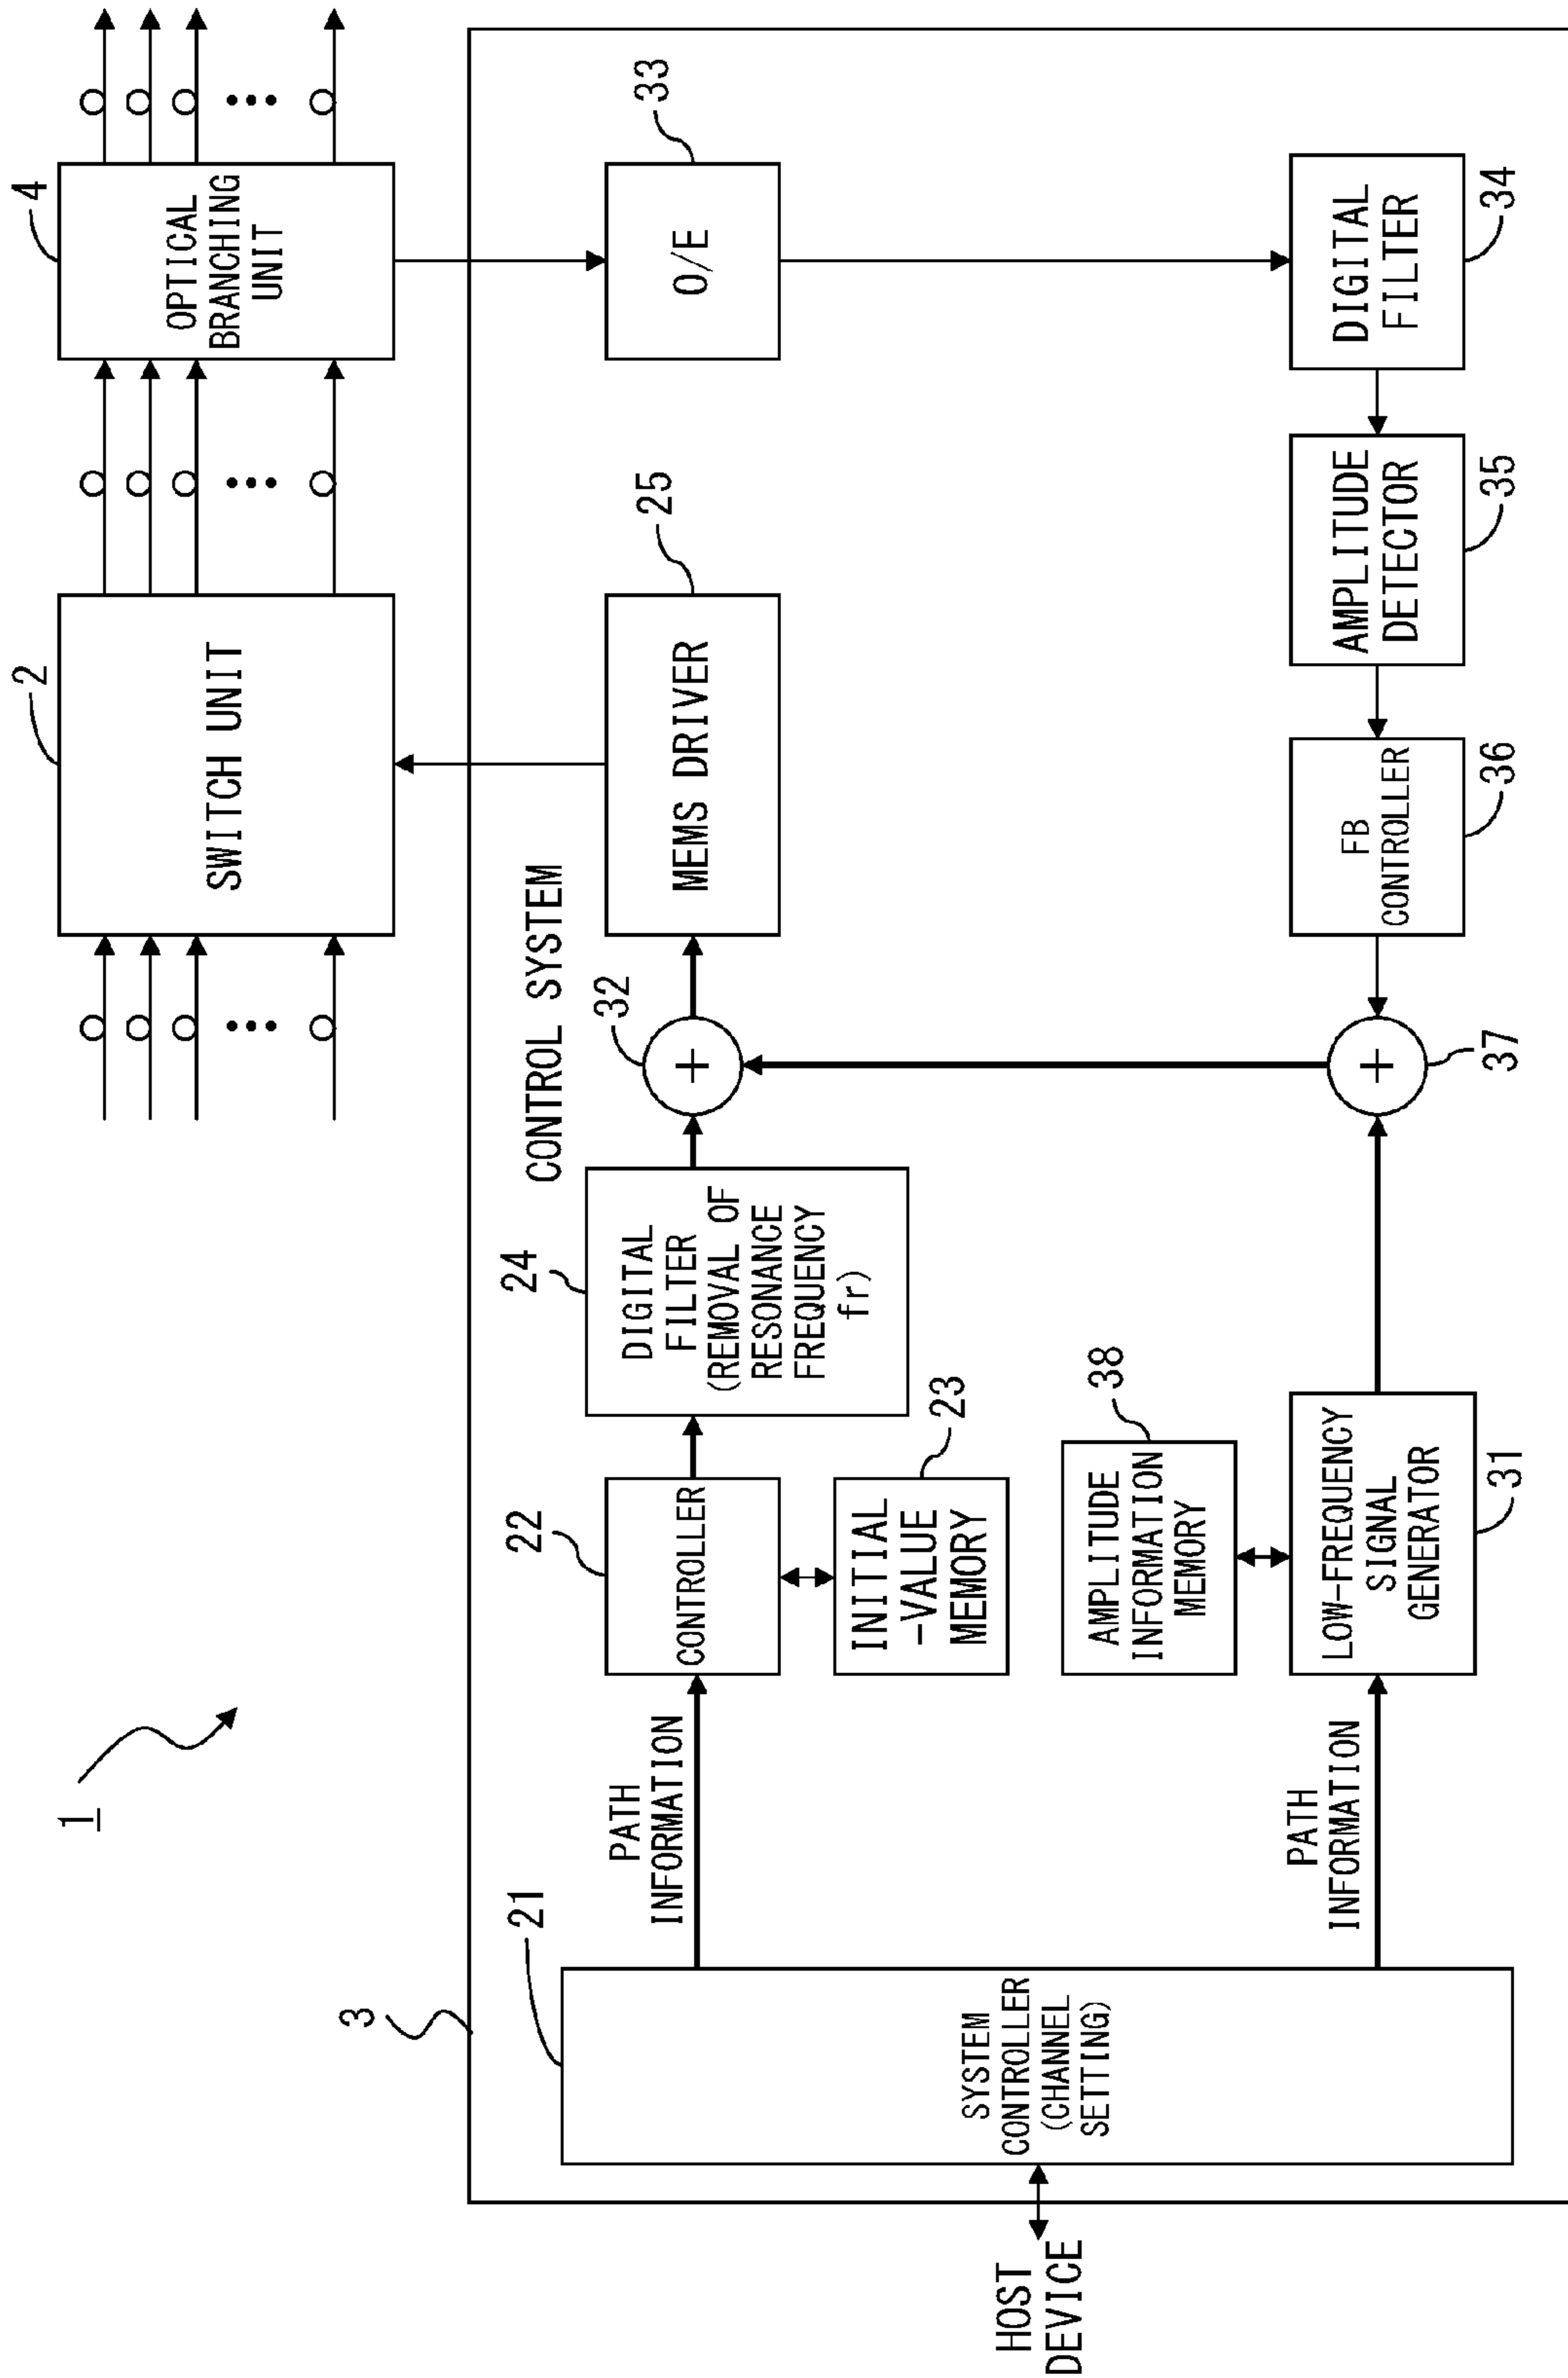 1
2
SWITCH UNIT
4
OPTICAL
BRANCHING
UNIT
3
CONTROL SYSTEM
HOST
DEVICE
21
SYSTEM
CONTROLLER
(CHANNEL
SETTING)
PATH
INFORMATION
22
CONTROLLER
INITIAL
-VALUE
MEMORY
23
24
DIGITAL
FILTER
(REMOVAL OF
RESONANCE
FREQUENCY
fr)
32
+
MEMS DRIVER
25
O/E
33
PATH
INFORMATION
AMPLITUDE
INFORMATION
MEMORY
38
LOW-FREQUENCY
SIGNAL
GENERATOR
31
+
37
FB
CONTROLLER
36
AMPLITUDE
DETECTOR
35
DIGITAL
FILTER
34